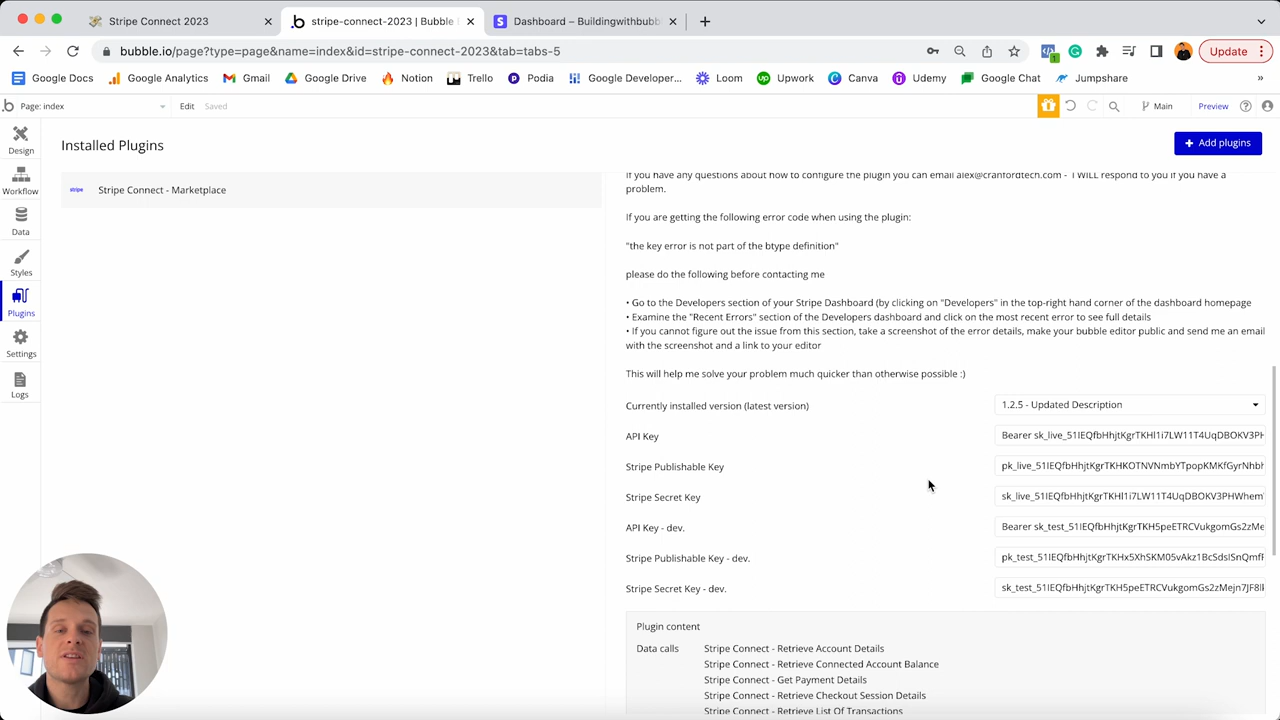 Stripe Connect 2023
stripe-connect-2023 | Bubble
Dashboard – Buildingwithbubb
bubble.io/page?type=page&name=index&id=stripe-connect-2023&tab=tabs-5
Update
Google Docs
Google Analytics
Gmail
Google Drive
Notion
Trello
Podia
Google Developer...
Loom
Upwork
Canva
Udemy
Google Chat
Jumpshare
»
Page: index
Edit
Saved
Main
Preview
Design
Workflow
Data
Styles
Plugins
Settings
Logs
Installed Plugins
+ Add plugins
stripe
Stripe Connect - Marketplace
If you have any questions about how to configure the plugin you can email alex@cranfordtech.com - I WILL respond to you if you have a
problem.
If you are getting the following error code when using the plugin:
"the key error is not part of the btype definition"
please do the following before contacting me
• Go to the Developers section of your Stripe Dashboard (by clicking on "Developers" in the top-right hand corner of the dashboard homepage
• Examine the "Recent Errors" section of the Developers dashboard and click on the most recent error to see full details
• If you cannot figure out the issue from this section, take a screenshot of the error details, make your bubble editor public and send me an email
with the screenshot and a link to your editor
This will help me solve your problem much quicker than otherwise possible :)
Currently installed version (latest version)
1.2.5 - Updated Description
API Key
Stripe Publishable Key
Stripe Secret Key
API Key - dev.
Stripe Publishable Key - dev.
Stripe Secret Key - dev.
Plugin content
Data calls
Stripe Connect - Retrieve Account Details
Stripe Connect - Retrieve Connected Account Balance
Stripe Connect - Get Payment Details
Stripe Connect - Retrieve Checkout Session Details
Stripe Connect - Retrieve List Of Transactions